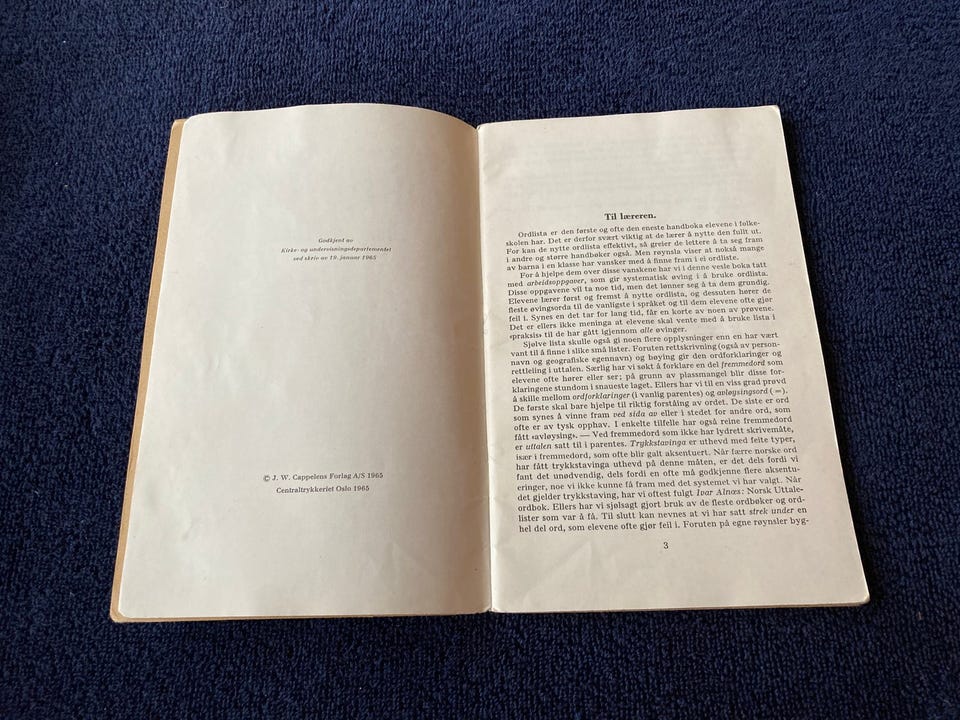 Godkjent av
Kirke- og undervisningsdepartementet
ved skriv av 19. januar 1965
© J. W. Cappelens Forlag A/S 1965
Centraltrykkeriet Oslo 1965
Til læreren.
Ordlista er den første og ofte den eneste handboka elevene i folke-
skolen har. Det er derfor svært viktig at de lærer å nytte den fullt ut.
For kan de nytte ordlista effektivt, så greier de lettere å ta seg fram
i andre og større handbøker også. Men røynsla viser at nokså mange
av barna i en klasse har vansker med å finne fram i ei ordliste.
For å hjelpe dem over disse vanskene har vi i denne vesle boka tatt
med arbeidsoppgaver, som gir systematisk øving i å bruke ordlista.
Disse oppgavene vil ta noe tid, men det lønner seg å ta dem grundig.
Elevene lærer først og fremst å nytte ordlista, og dessuten hører de
fleste øvingsorda til de vanligste i språket og til dem elevene ofte gjør
feil i. Synes en det tar for lang tid, får en korte av noen av prøvene.
Det er ellers ikke meninga at elevene skal vente med å bruke lista i
«praksis» til de har gått igjennom alle øvinger.
Sjølve lista skulle også gi noen flere opplysninger enn en har vært
vant til å finne i slike små lister. Foruten rettskrivning (også av person-
navn og geografiske egennavn) og høying gir den ordforklaringer og
rettleiing i uttalen. Særlig har vi søkt å forklare en del fremmedord som
elevene ofte hører eller ser; på grunn av plassmangel blir disse for-
klaringene stundom i snaueste laget. Ellers har vi til en viss grad prøvd
å skille mellom ordforklaringer (i vanlig parentes) og avløysingsord (=).
De første skal bare hjelpe til riktig forståing av ordet. De siste er ord
som synes å vinne fram ved sida av eller i stedet for andre ord, som
ofte er av tysk opphav. I enkelte tilfelle har også reine fremmedord
fått «avløysing». — Ved fremmedord som ikke har lydrett skrivemåte,
er uttalen satt til i parentes. Trykkstavinga er uthevd med feite typer,
især i fremmedord, som ofte blir galt aksentuert. Når færre norske ord
har fått trykkstavinga uthevd på denne måten, er det dels fordi vi
fant det unødvendig, dels fordi en ofte må godkjenne flere aksentu-
eringer, noe vi ikke kunne få fram med det systemet vi har valgt. Når
det gjelder trykkstaving, har vi oftest fulgt Ivar Alnæs: Norsk Uttale-
ordbok. Ellers har vi sjølsagt gjort bruk av de fleste ordbøker og ord-
lister som var å få. Til slutt kan nevnes at vi har satt strek under en
hel del ord, som elevene ofte gjør feil i. Foruten på egne røynsler byg-
3